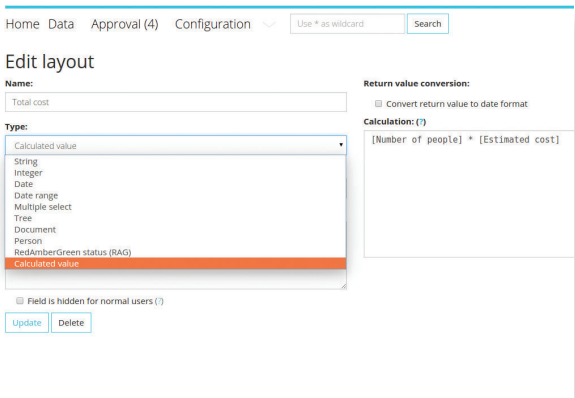 Home Data Approval (4) Configuration Use * as wildcard Search
Edit layout
Name:
Total cost
Type:
Calculated value
String
Integer
Date
Date range
Multiple select
Tree
Document
Person
RedAmberGreen status (RAG)
Calculated value
Field is hidden for normal users (?)
Update Delete
Return value conversion:
Convert return value to date format
Calculation: (?)
[Number of people] * [Estimated cost]